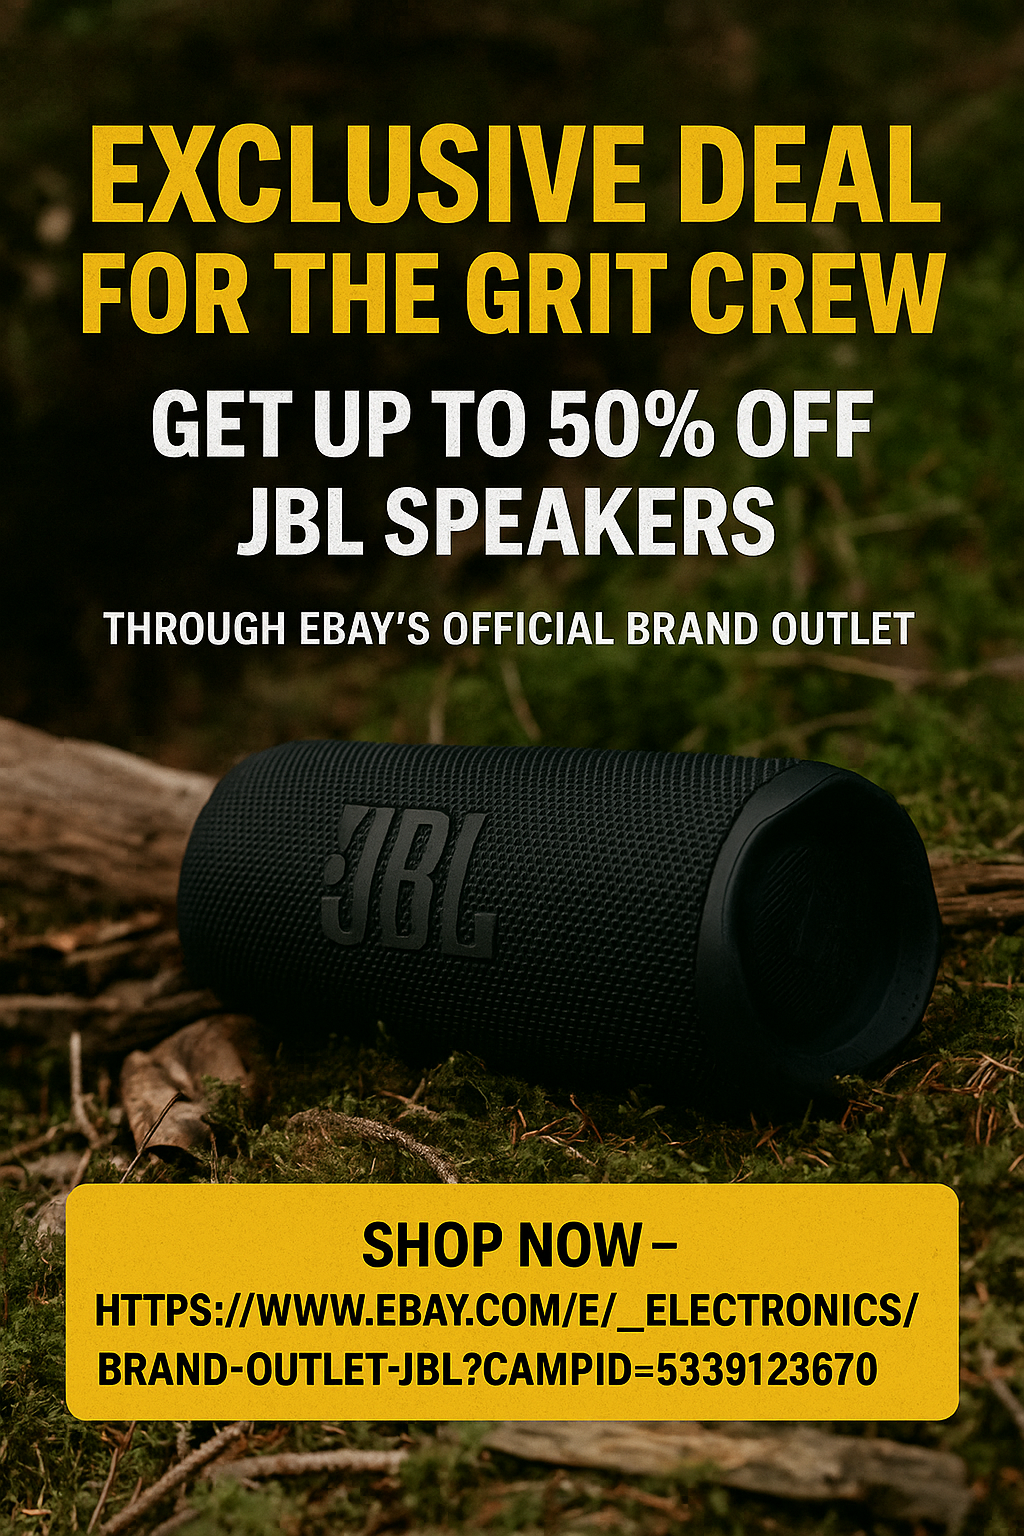 EXCLUSIVE DEAL
FOR THE GRIT CREW
GET UP TO 50% OFF
JBL SPEAKERS
THROUGH EBAY'S OFFICIAL BRAND OUTLET
JBL
SHOP NOW –
HTTPS://WWW.EBAY.COM/E/_ELECTRONICS/
BRAND-OUTLET-JBL?CAMPID=5339123670